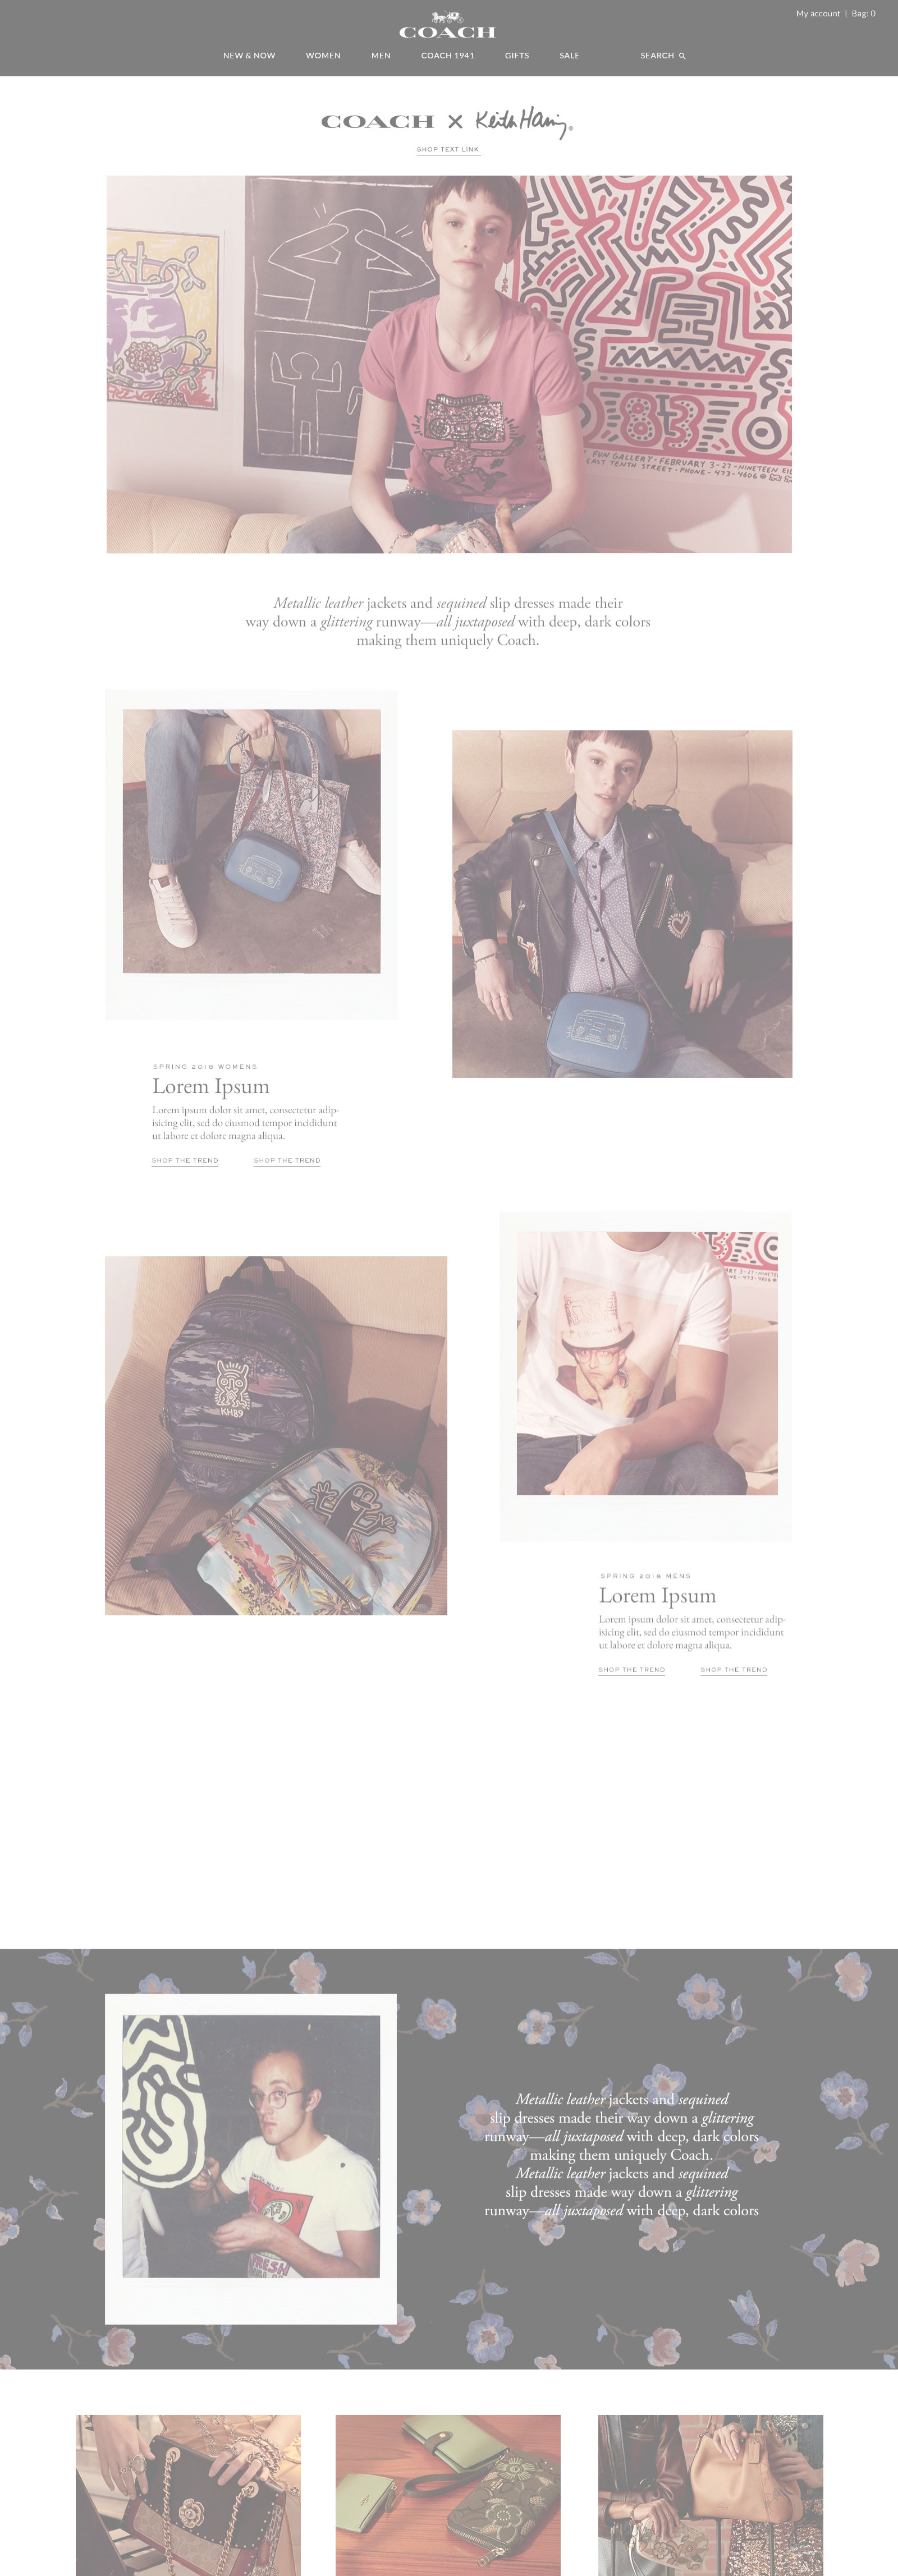 My account | Bag: 0
COACH
NEW & NOW WOMEN MEN COACH 1941 GIFTS SALE SEARCH
COACH × Keith Haring®
SHOP TEXT LINK
FUN GALLERY · FEBRUARY 3-27 - NINETEEN
EAST TENTH STREET · PHONE - 473-4606
Metallic leather jackets and sequined slip dresses made their
way down a glittering runway—all juxtaposed with deep, dark colors
making them uniquely Coach.
SPRING 2018 WOMENS
Lorem Ipsum
Lorem ipsum dolor sit amet, consectetur adip-
isicing elit, sed do eiusmod tempor incididunt
ut labore et dolore magna aliqua.
SHOP THE TREND SHOP THE TREND
KH89
SPRING 2018 MENS
Lorem Ipsum
Lorem ipsum dolor sit amet, consectetur adip-
isicing elit, sed do eiusmod tempor incididunt
ut labore et dolore magna aliqua.
SHOP THE TREND SHOP THE TREND
FRESH
Metallic leather jackets and sequined
slip dresses made their way down a glittering
runway—all juxtaposed with deep, dark colors
making them uniquely Coach.
Metallic leather jackets and sequined
slip dresses made way down a glittering
runway—all juxtaposed with deep, dark colors